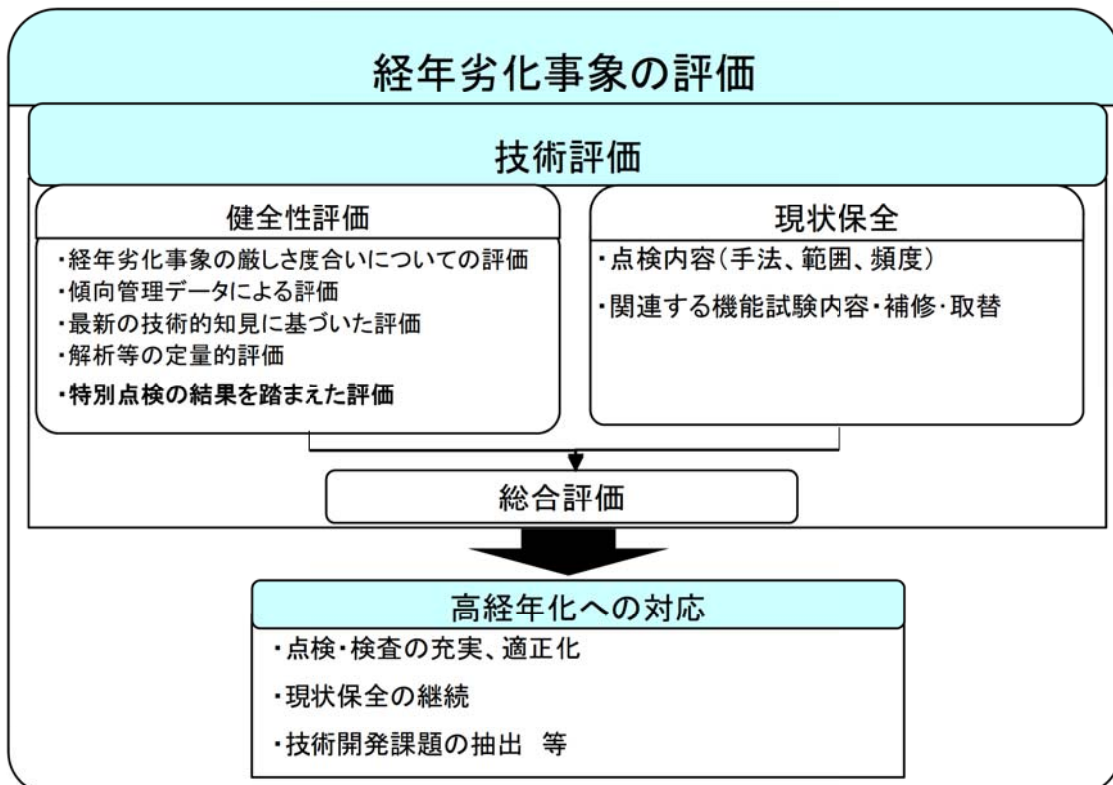 経年劣化事象の評価
技術評価
健全性評価
・経年劣化事象の厳しさ度合いについての評価
・傾向管理データによる評価
・最新の技術的知見に基づいた評価
・解析等の定量的評価
・特別点検の結果を踏まえた評価
現状保全
・点検内容(手法、範囲、頻度)
・関連する機能試験内容・補修・取替
総合評価
高経年化への対応
・点検・検査の充実、適正化
・現状保全の継続
・技術開発課題の抽出　等